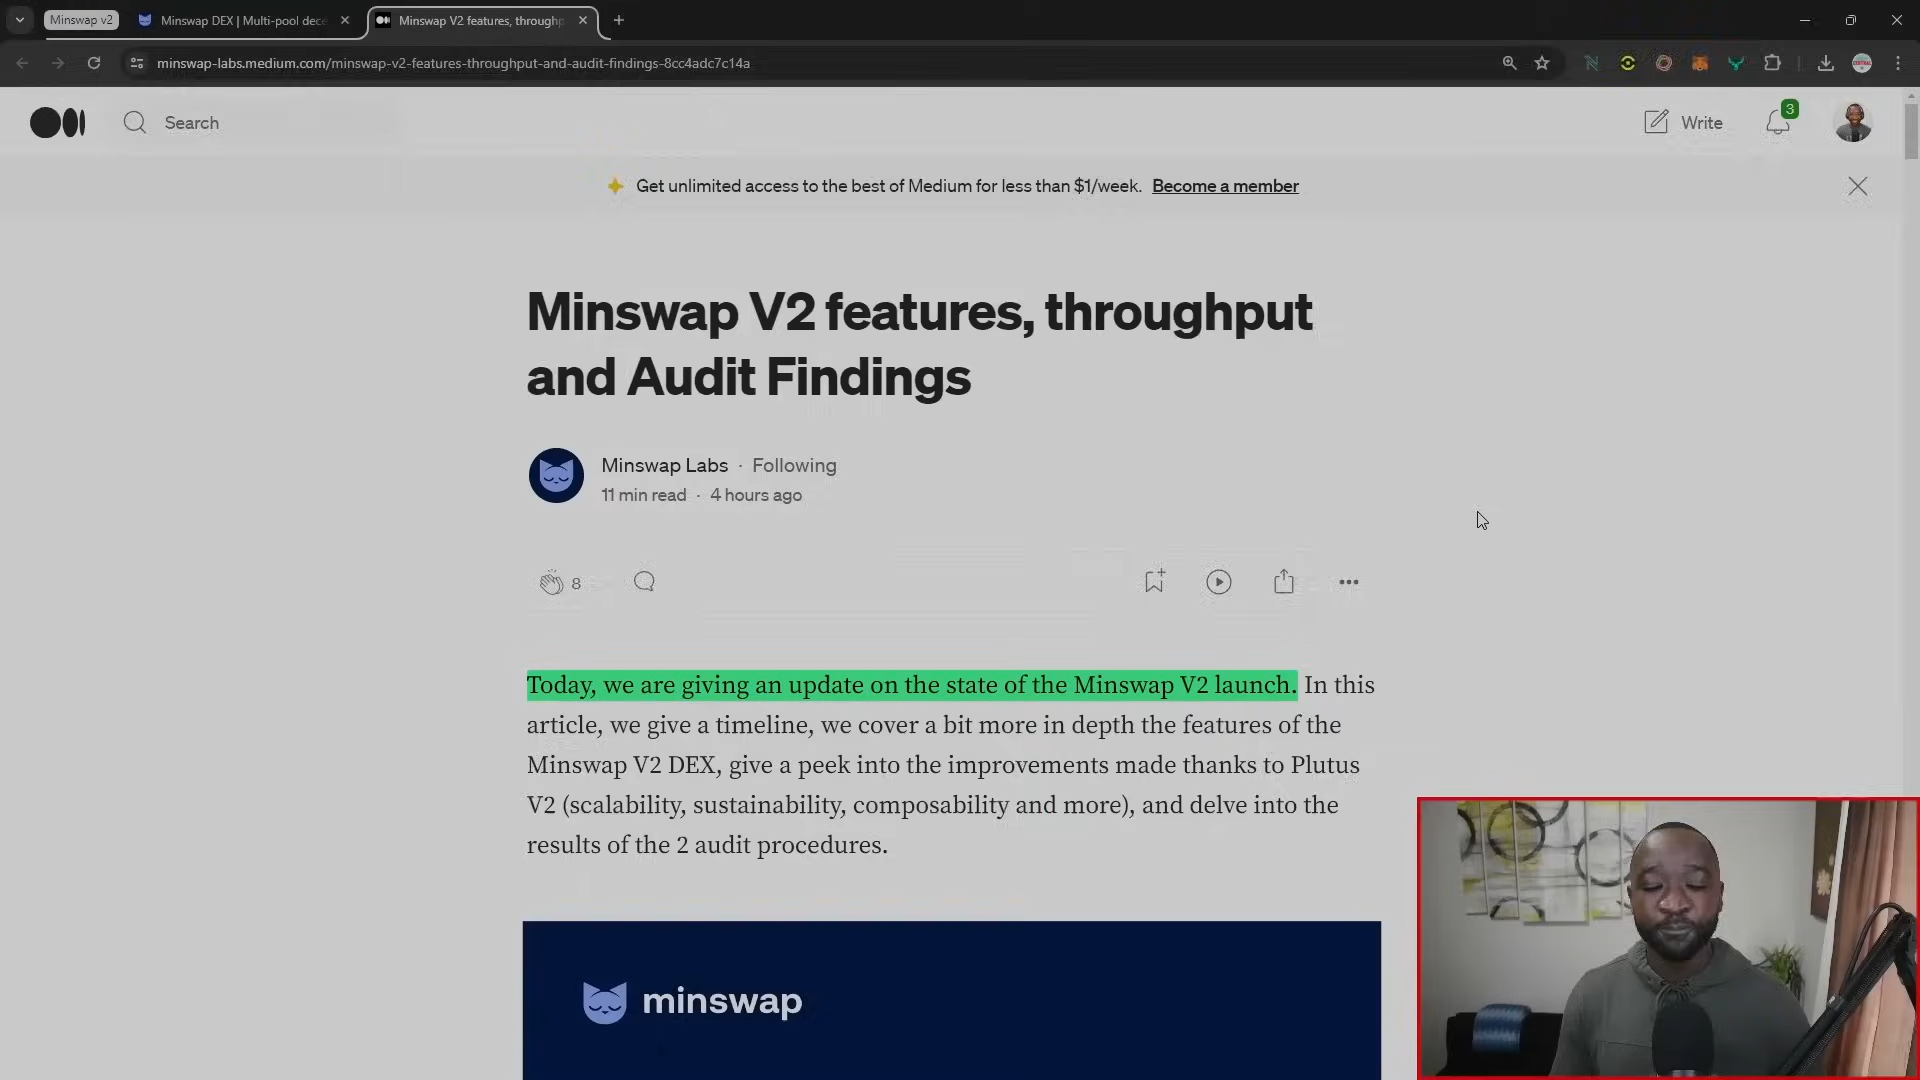 Minswap v2
Minswap DEX | Multi-pool dece
Minswap V2 features, through
minswap-labs.medium.com/minswap-v2-features-throughput-and-audit-findings-8cc4adc7c14a
Search
Write
3
Get unlimited access to the best of Medium for less than $1/week. Become a member
Minswap V2 features, throughput
and Audit Findings
Minswap Labs · Following
11 min read · 4 hours ago
8
Today, we are giving an update on the state of the Minswap V2 launch. In this
article, we give a timeline, we cover a bit more in depth the features of the
Minswap V2 DEX, give a peek into the improvements made thanks to Plutus
V2 (scalability, sustainability, composability and more), and delve into the
results of the 2 audit procedures.
minswap